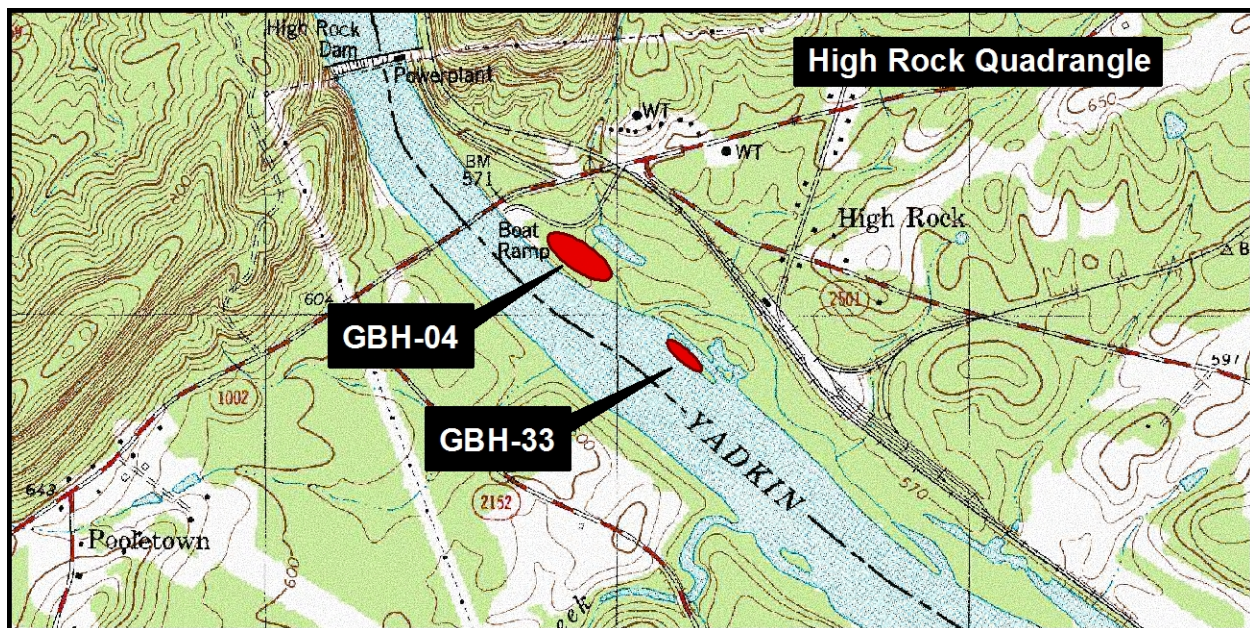 High Rock
Dam
Powerplant
High Rock Quadrangle
650
WT
WT
BM
571
Boat
Ramp
High Rock
604
2501
GBH-04
597
1002
GBH-33
YADKIN
570
643
2152
Pooletown
600